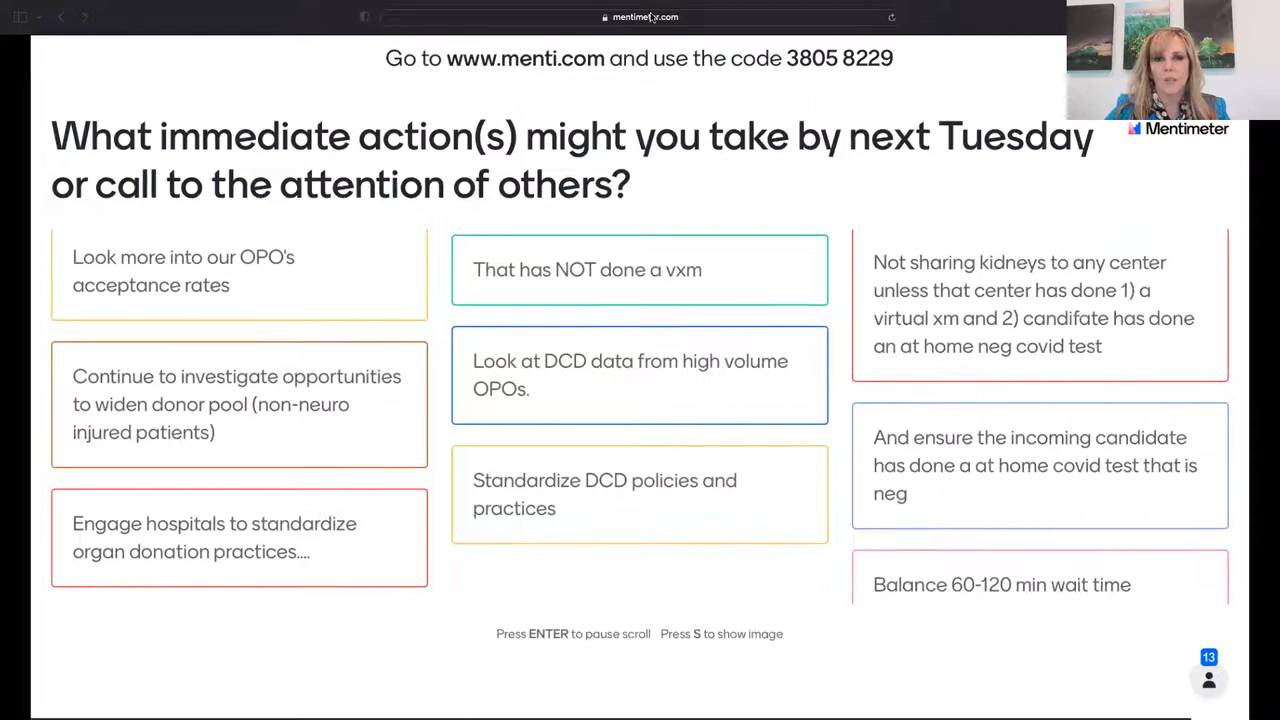 mentimeter.com
Go to www.menti.com and use the code 3805 8229
Mentimeter
What immediate action(s) might you take by next Tuesday
or call to the attention of others?
Look more into our OPO's
acceptance rates
Continue to investigate opportunities
to widen donor pool (non-neuro
injured patients)
Engage hospitals to standardize
organ donation practices....
That has NOT done a vxm
Look at DCD data from high volume
OPOs.
Standardize DCD policies and
practices
Not sharing kidneys to any center
unless that center has done 1) a
virtual xm and 2) candifate has done
an at home neg covid test
And ensure the incoming candidate
has done a at home covid test that is
neg
Balance 60-120 min wait time
Press ENTER to pause scroll Press S to show image
13